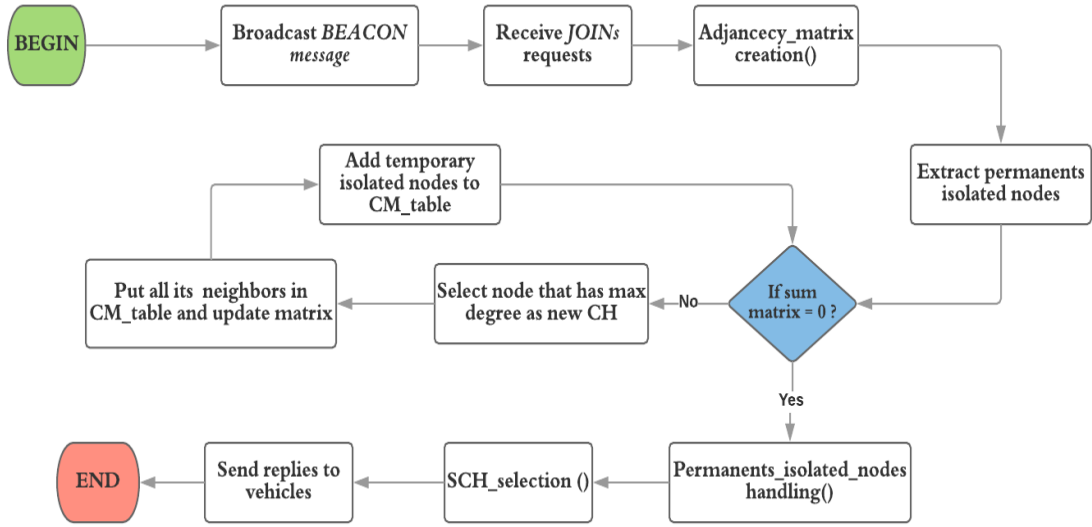 BEGIN
Broadcast BEACON
message
Receive JOINs
requests
Adjancecy_matrix
creation()
Extract permanents
isolated nodes
Add temporary
isolated nodes to
CM_table
If sum
matrix = 0 ?
No
Select node that has max
degree as new CH
Put all its neighbors in
CM_table and update matrix
Yes
Permanents_isolated_nodes
handling()
SCH_selection ()
Send replies to
vehicles
END